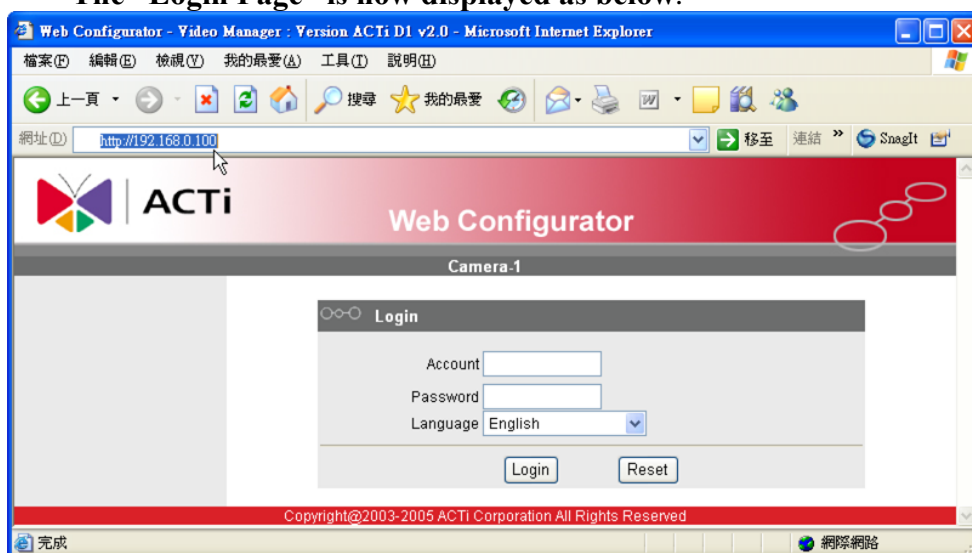 The "Login Page" is now displayed as below.
Web Configurator - Video Manager : Version ACTi D1 v2.0 - Microsoft Internet Explorer
檔案(F) 編輯(E) 檢視(V) 我的最愛(A) 工具(T) 說明(H)
上一頁 搜尋 我的最愛 W
網址(D) http://192.168.0.100 移至 連結 » SnagIt
ACTi
Web Configurator
Camera-1
Login
Account
Password
Language English
Login Reset
Copyright@2003-2005 ACTi Corporation All Rights Reserved
完成 網際網路